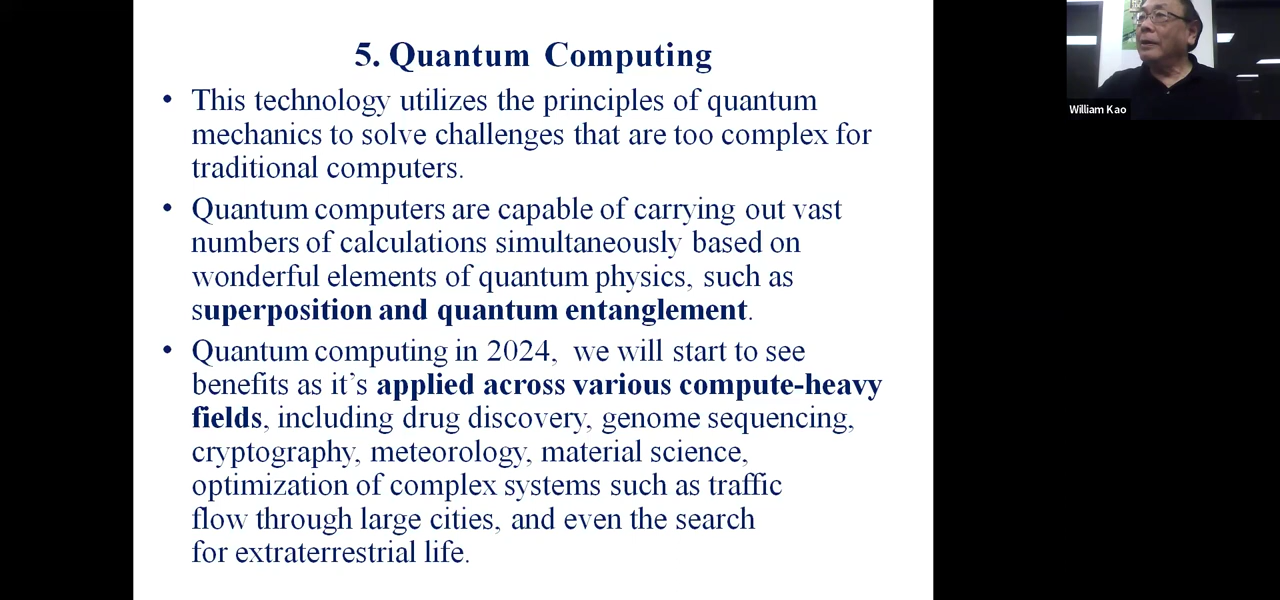 5. Quantum Computing
• This technology utilizes the principles of quantum
mechanics to solve challenges that are too complex for
traditional computers.
• Quantum computers are capable of carrying out vast
numbers of calculations simultaneously based on
wonderful elements of quantum physics, such as
superposition and quantum entanglement.
• Quantum computing in 2024,  we will start to see
benefits as it’s applied across various compute-heavy
fields, including drug discovery, genome sequencing,
cryptography, meteorology, material science,
optimization of complex systems such as traffic
flow through large cities, and even the search
for extraterrestrial life.
William Kao